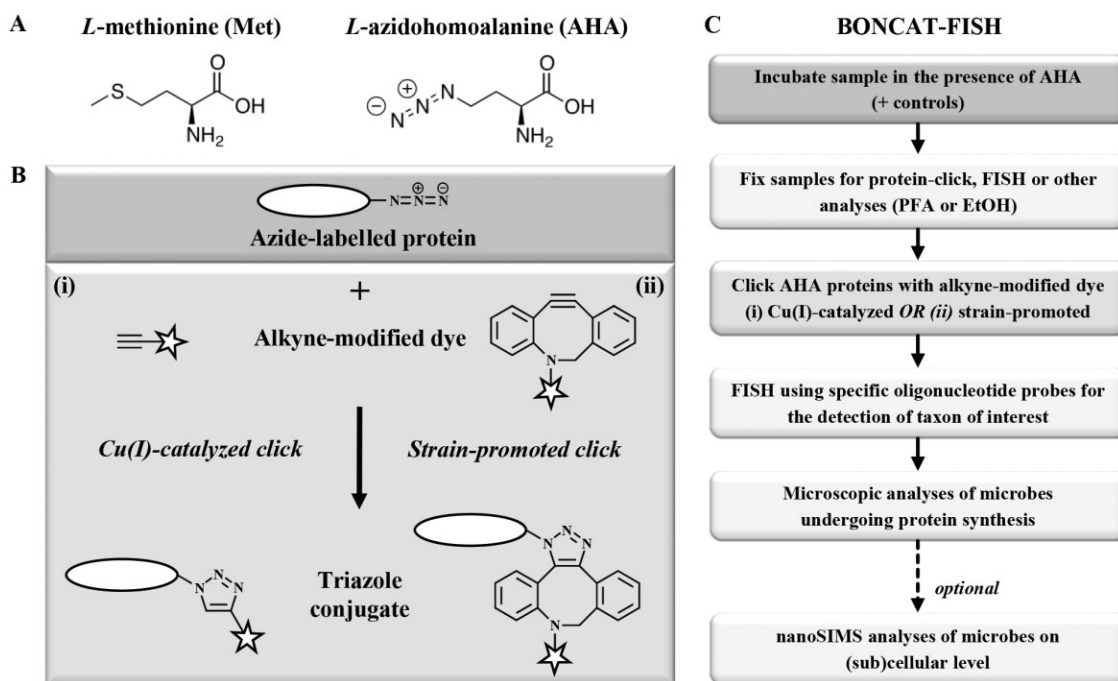 A
L-methionine (Met)
L-azidohomoalanine (AHA)
S
O
OH
NH₂
⊖
N
⊕
N
N
O
OH
NH₂
B
N=N=N
⊕ ⊖
Azide-labelled protein
(i)
+
(ii)
Alkyne-modified dye
N
Cu(I)-catalyzed click
Strain-promoted click
N
N
N
Triazole
conjugate
N
N
N
N
C
BONCAT-FISH
Incubate sample in the presence of AHA
(+ controls)
Fix samples for protein-click, FISH or other
analyses (PFA or EtOH)
Click AHA proteins with alkyne-modified dye
(i) Cu(I)-catalyzed OR (ii) strain-promoted
FISH using specific oligonucleotide probes for
the detection of taxon of interest
Microscopic analyses of microbes
undergoing protein synthesis
optional
nanoSIMS analyses of microbes on
(sub)cellular level